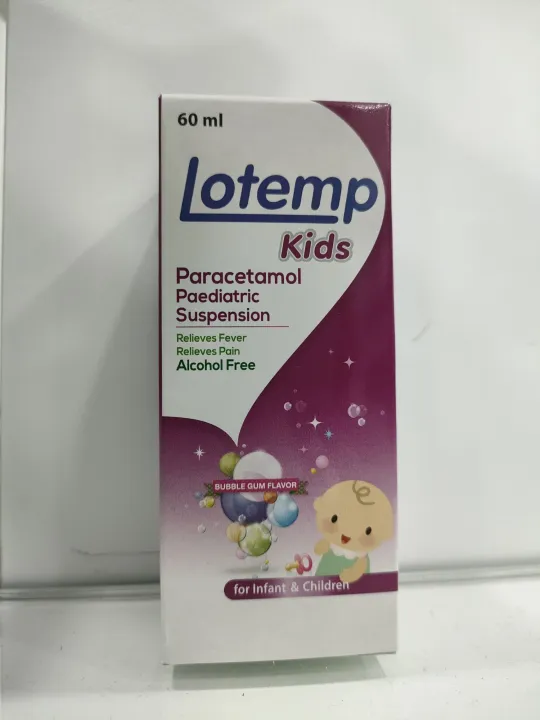 60 ml
Lotemp
Kids
Paracetamol
Paediatric
Suspension
Relieves Fever
Relieves Pain
Alcohol Free
BUBBLE GUM FLAVOR
for Infant & Children